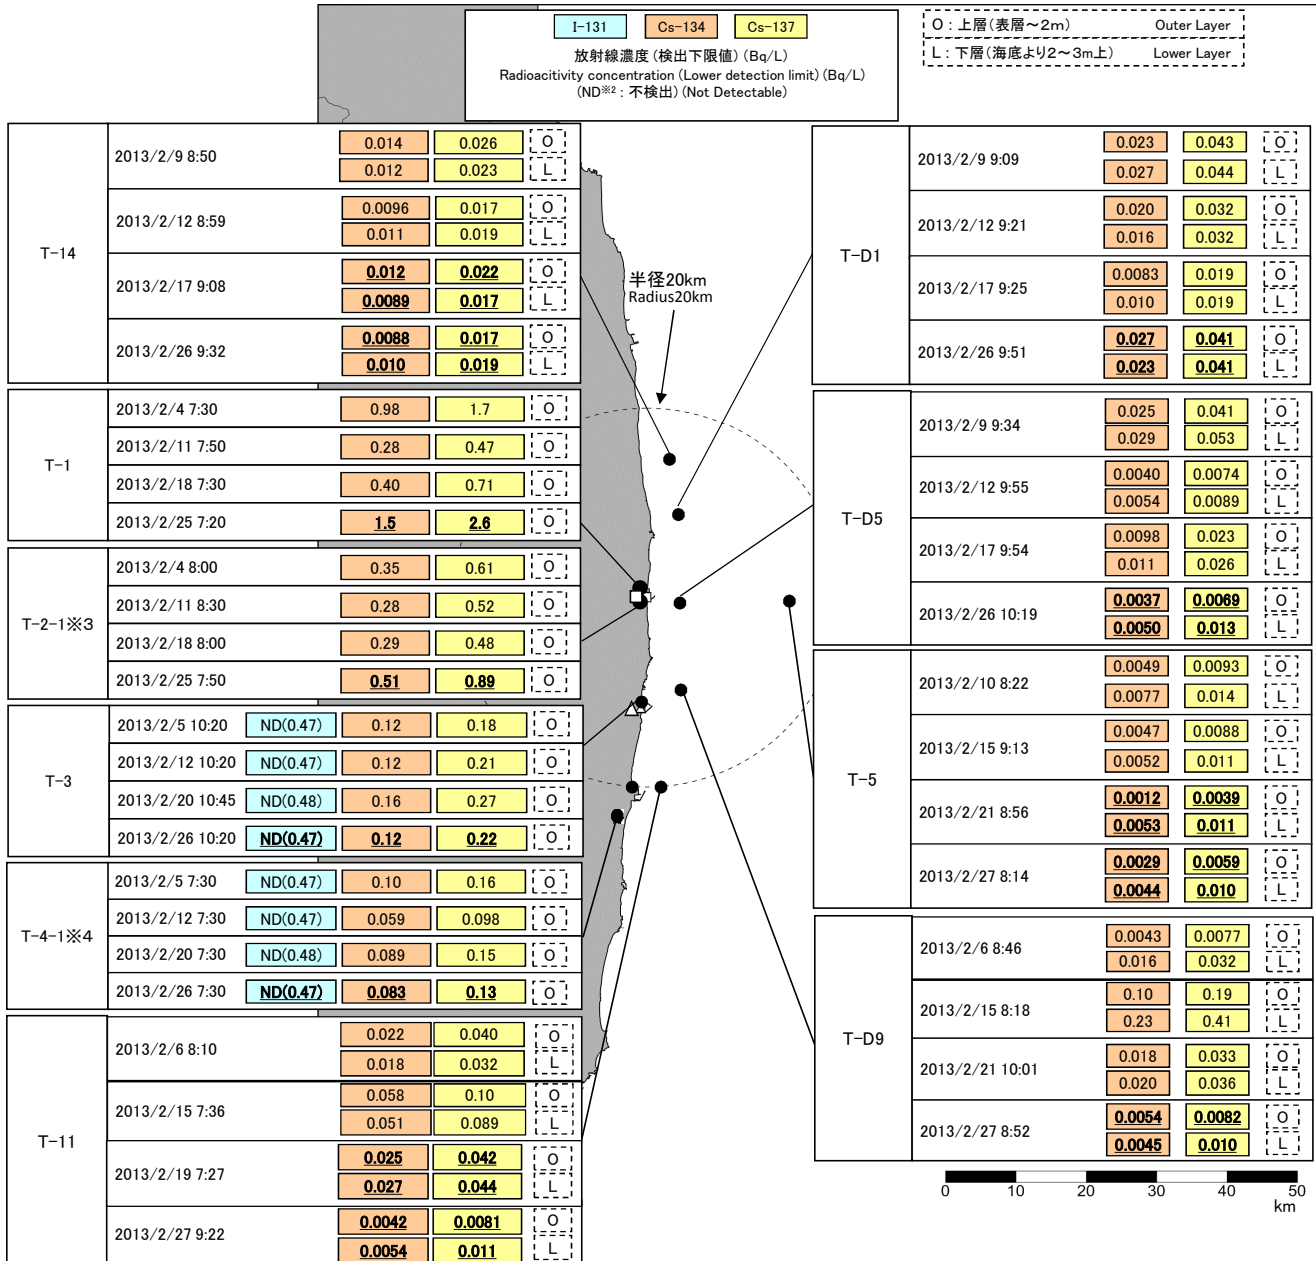 I-131 Cs-134 Cs-137
放射線濃度(検出下限値)(Bq/L)
Radioacitivity concentration (Lower detection limit) (Bq/L)
(ND※2：不検出)(Not Detectable)
O：上層(表層～2m) Outer Layer
L：下層(海底より2～3m上) Lower Layer
T-14
2013/2/9 8:50
0.014 0.026 O
0.012 0.023 L
2013/2/12 8:59
0.0096 0.017 O
0.011 0.019 L
2013/2/17 9:08
0.012 0.022 O
0.0089 0.017 L
2013/2/26 9:32
0.0088 0.017 O
0.010 0.019 L
T-1
2013/2/4 7:30 0.98 1.7 O
2013/2/11 7:50 0.28 0.47 O
2013/2/18 7:30 0.40 0.71 O
2013/2/25 7:20 1.5 2.6 O
T-2-1※3
2013/2/4 8:00 0.35 0.61 O
2013/2/11 8:30 0.28 0.52 O
2013/2/18 8:00 0.29 0.48 O
2013/2/25 7:50 0.51 0.89 O
T-3
2013/2/5 10:20 ND(0.47) 0.12 0.18 O
2013/2/12 10:20 ND(0.47) 0.12 0.21 O
2013/2/20 10:45 ND(0.48) 0.16 0.27 O
2013/2/26 10:20 ND(0.47) 0.12 0.22 O
T-4-1※4
2013/2/5 7:30 ND(0.47) 0.10 0.16 O
2013/2/12 7:30 ND(0.47) 0.059 0.098 O
2013/2/20 7:30 ND(0.48) 0.089 0.15 O
2013/2/26 7:30 ND(0.47) 0.083 0.13 O
T-11
2013/2/6 8:10
0.022 0.040 O
0.018 0.032 L
2013/2/15 7:36
0.058 0.10 O
0.051 0.089 L
2013/2/19 7:27
0.025 0.042 O
0.027 0.044 L
2013/2/27 9:22
0.0042 0.0081 O
0.0054 0.011 L
半径20km
Radius20km
T-D1
2013/2/9 9:09
0.023 0.043 O
0.027 0.044 L
2013/2/12 9:21
0.020 0.032 O
0.016 0.032 L
2013/2/17 9:25
0.0083 0.019 O
0.010 0.019 L
2013/2/26 9:51
0.027 0.041 O
0.023 0.041 L
T-D5
2013/2/9 9:34
0.025 0.041 O
0.029 0.053 L
2013/2/12 9:55
0.0040 0.0074 O
0.0054 0.0089 L
2013/2/17 9:54
0.0098 0.023 O
0.011 0.026 L
2013/2/26 10:19
0.0037 0.0069 O
0.0050 0.013 L
T-5
2013/2/10 8:22
0.0049 0.0093 O
0.0077 0.014 L
2013/2/15 9:13
0.0047 0.0088 O
0.0052 0.011 L
2013/2/21 8:56
0.0012 0.0039 O
0.0053 0.011 L
2013/2/27 8:14
0.0029 0.0059 O
0.0044 0.010 L
T-D9
2013/2/6 8:46
0.0043 0.0077 O
0.016 0.032 L
2013/2/15 8:18
0.10 0.19 O
0.23 0.41 L
2013/2/21 10:01
0.018 0.033 O
0.020 0.036 L
2013/2/27 8:52
0.0054 0.0082 O
0.0045 0.010 L
0 10 20 30 40 50
km